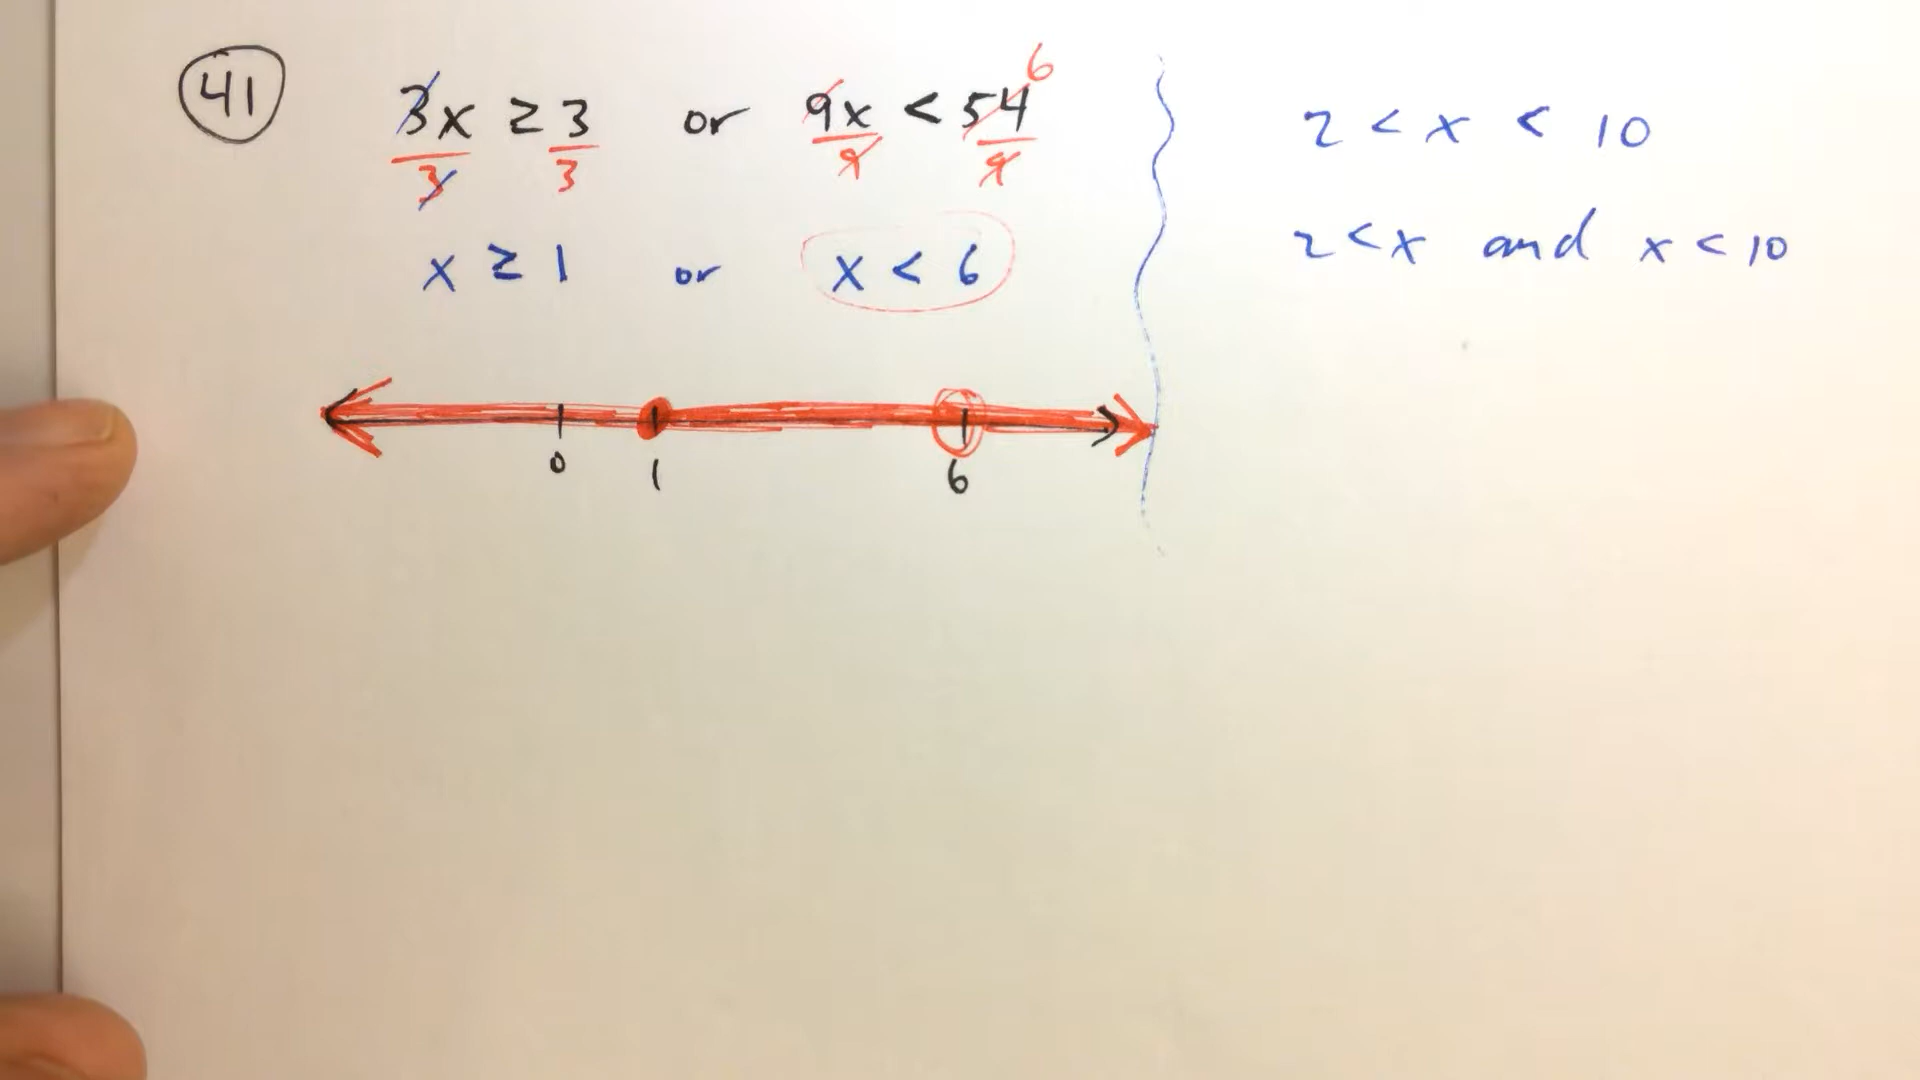 41
3x ≥ 3 or 9x < 54 6
3 3 9 9
x ≥ 1 or x < 6
0 1 6
2 < x < 10
2 < x and x < 10